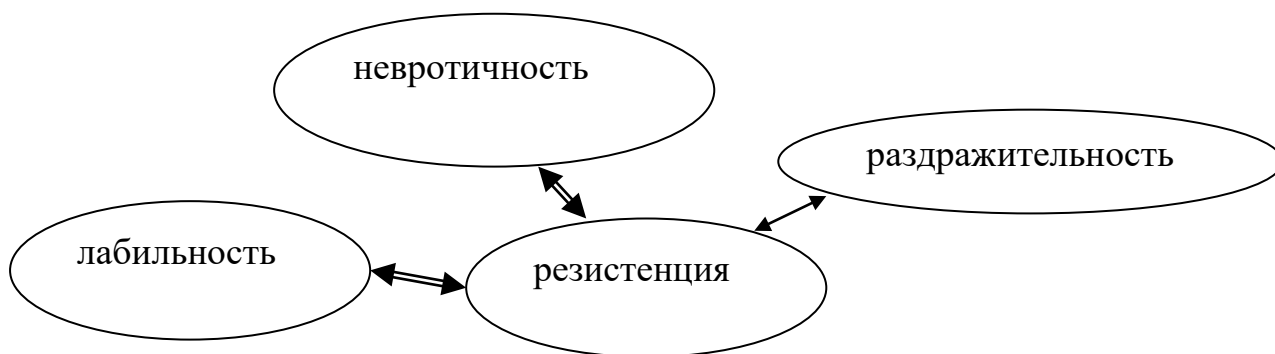 невротичность
раздражительность
лабильность
резистенция